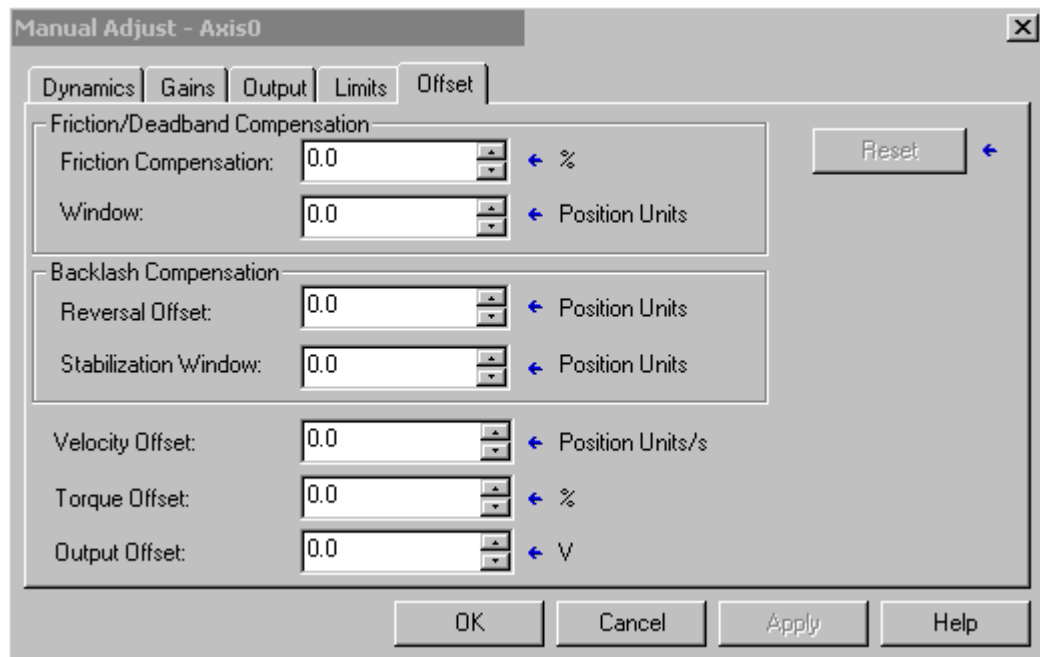 Manual Adjust - Axis0
Dynamics Gains Output Limits Offset
Friction/Deadband Compensation
Friction Compensation: 0.0 %
Reset
Window: 0.0 Position Units
Backlash Compensation
Reversal Offset: 0.0 Position Units
Stabilization Window: 0.0 Position Units
Velocity Offset: 0.0 Position Units/s
Torque Offset: 0.0 %
Output Offset: 0.0 V
OK Cancel Apply Help